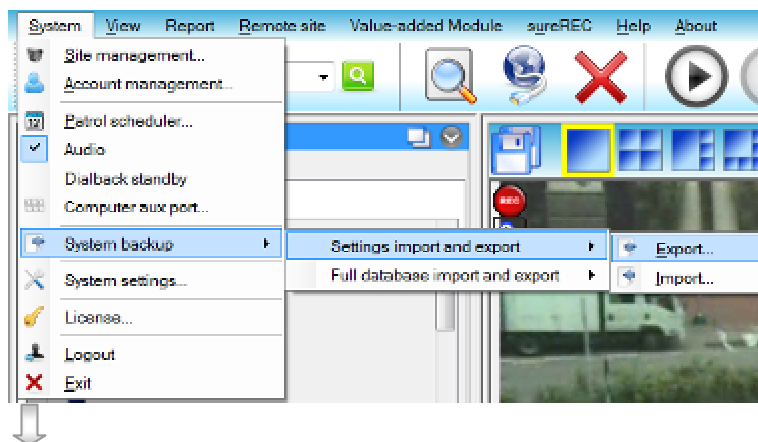 System View Report Remote site Value-added Module sureREC Help About
Site management...
Account management...
12
Patrol scheduler...
Audio
Dialback standby
Computer aux port...
System backup
Settings import and export
Export...
System settings...
Full database import and export
Import...
License...
Logout
Exit
REC